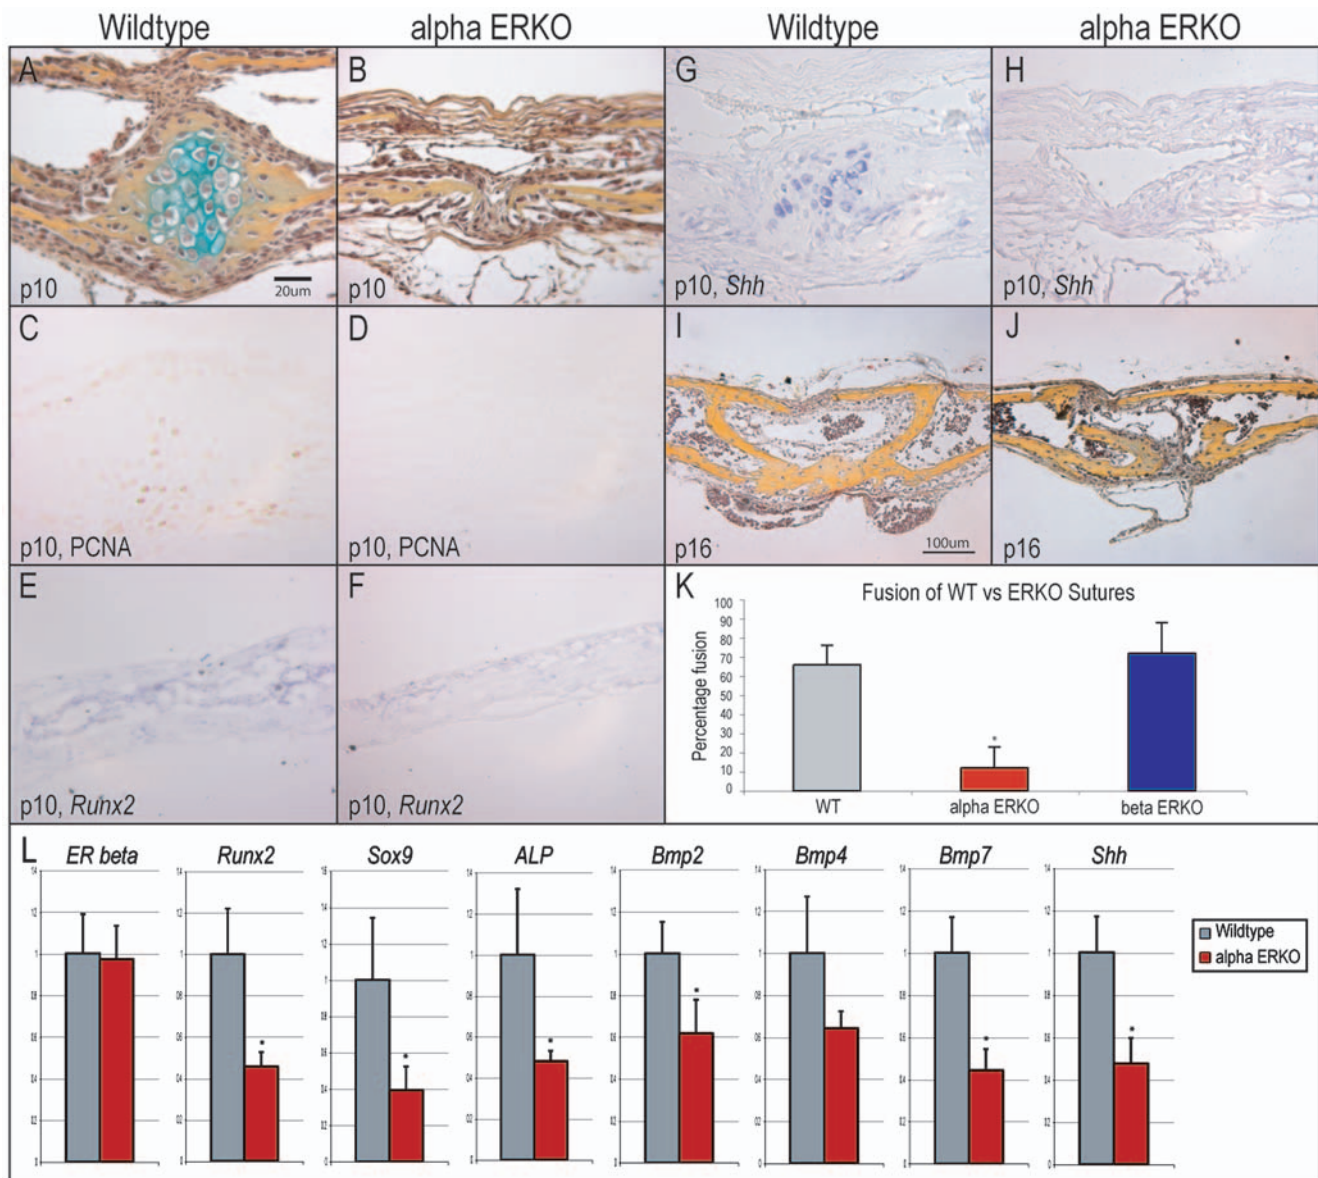 Wildtype alpha ERKO Wildtype alpha ERKO
A B G H
p10 20um p10 p10, Shh p10, Shh
C D I J
p10, PCNA p10, PCNA p16 100um p16
E F K Fusion of WT vs ERKO Sutures
p10, Runx2 p10, Runx2
Percentage fusion
100
90
80
70
60
50
40
30
20
10
0
*
WT alpha ERKO beta ERKO
L ER beta Runx2 Sox9 ALP Bmp2 Bmp4 Bmp7 Shh
* * * * * *
Wildtype
alpha ERKO